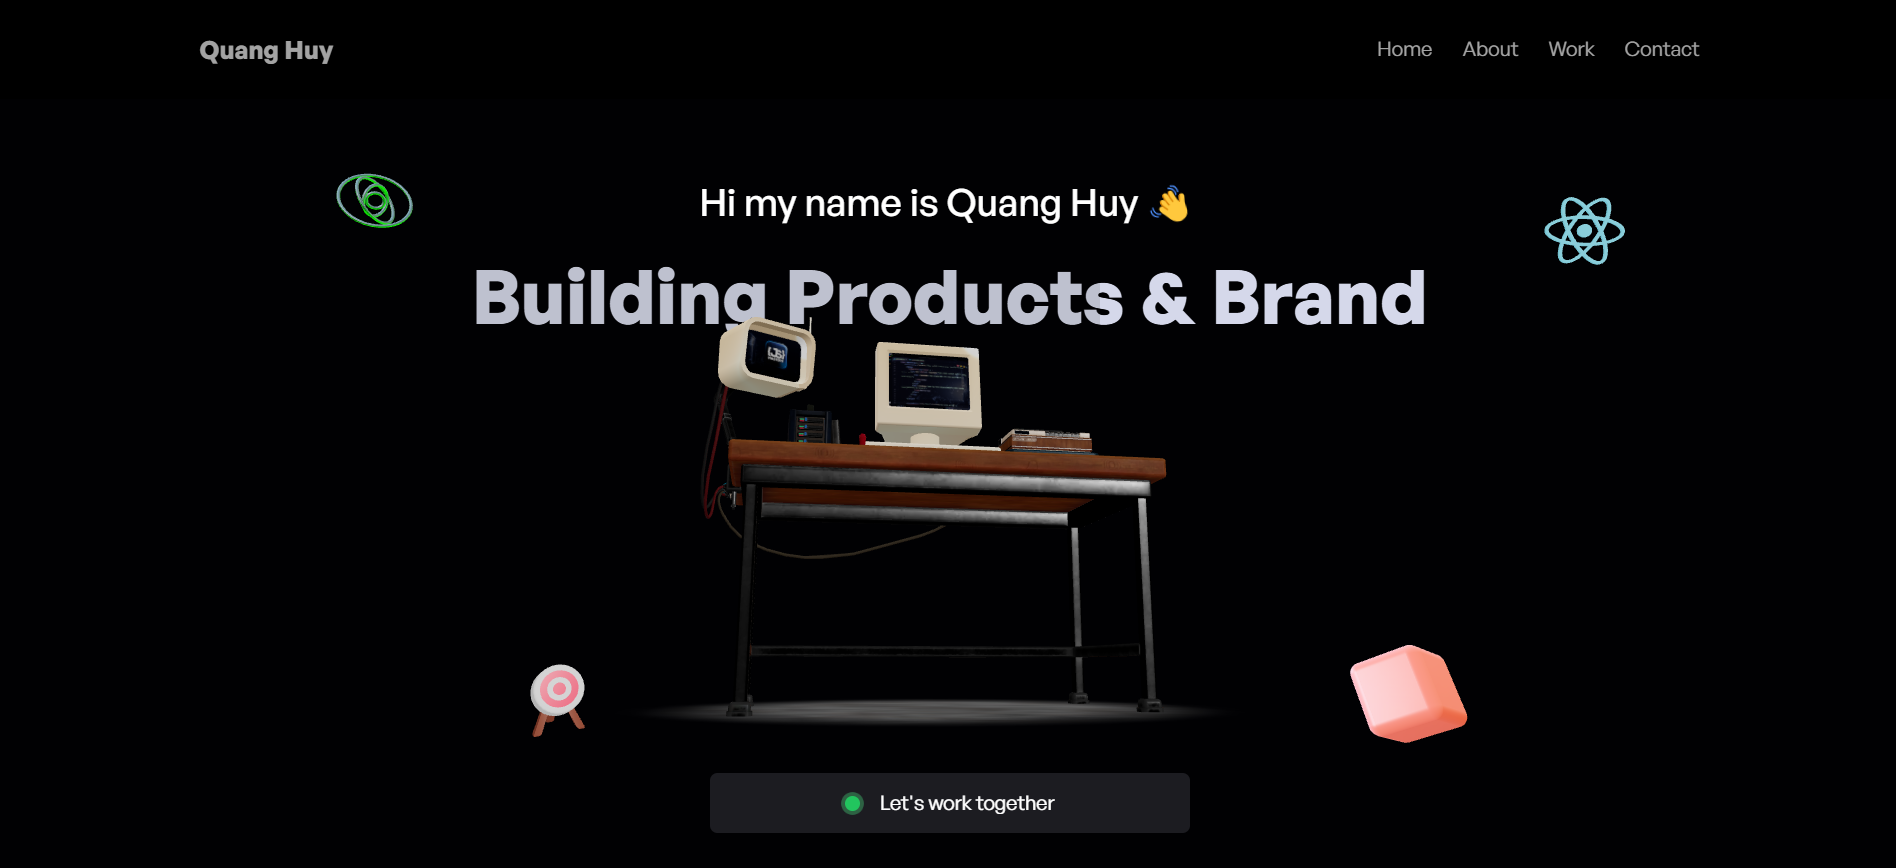 Quang Huy
Home About Work Contact
Hi my name is Quang Huy 👋
Building Products & Brand
Let's work together